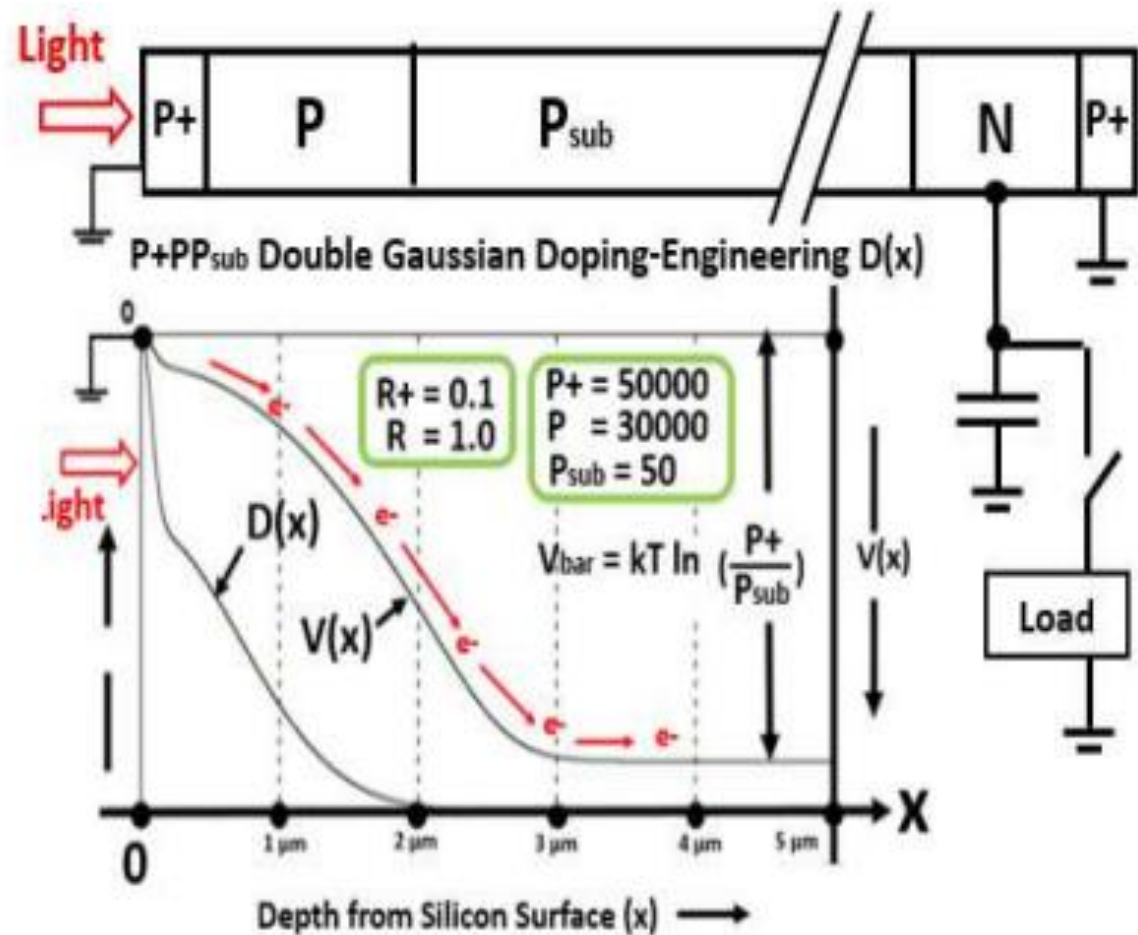 Light
P+ P Psub N P+
P+PPsub Double Gaussian Doping-Engineering D(x)
0
R+ = 0.1
R = 1.0
P+ = 50000
P = 30000
Psub = 50
e-
e-
e-
e-
e-
.ight
D(x)
V(x)
Vbar = kT ln (P+/Psub)
V(x)
Load
X
0
1 μm 2 μm 3 μm 4 μm 5 μm
Depth from Silicon Surface (x)